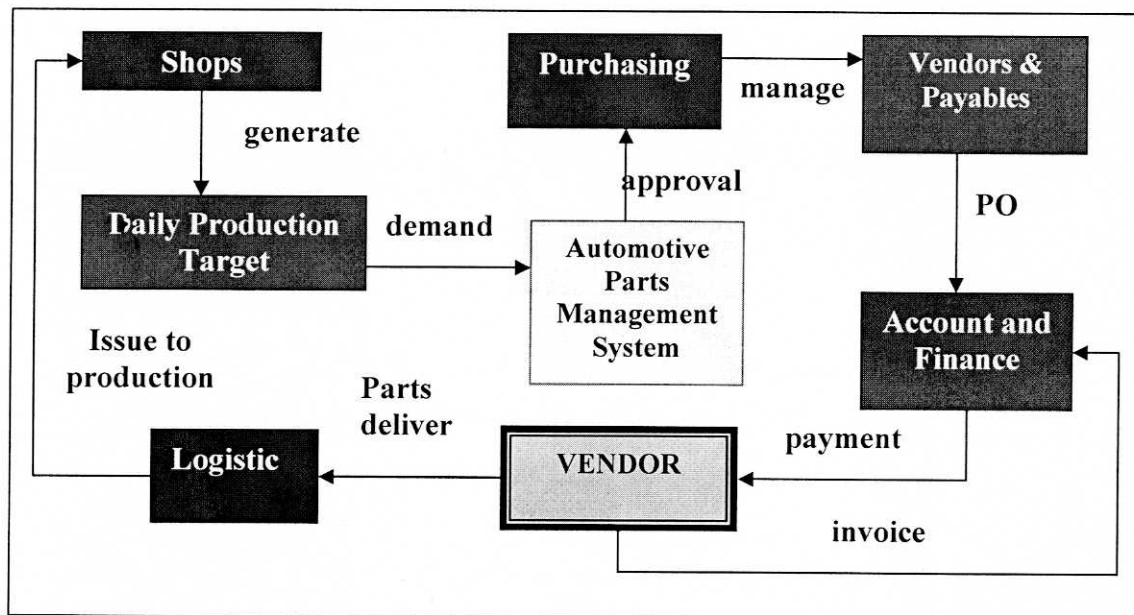 Shops
generate
Daily Production
Target
demand
Purchasing
manage
Vendors &
Payables
approval
PO
Automotive
Parts
Management
System
Account and
Finance
Issue to
production
Parts
deliver
Logistic
VENDOR
payment
invoice